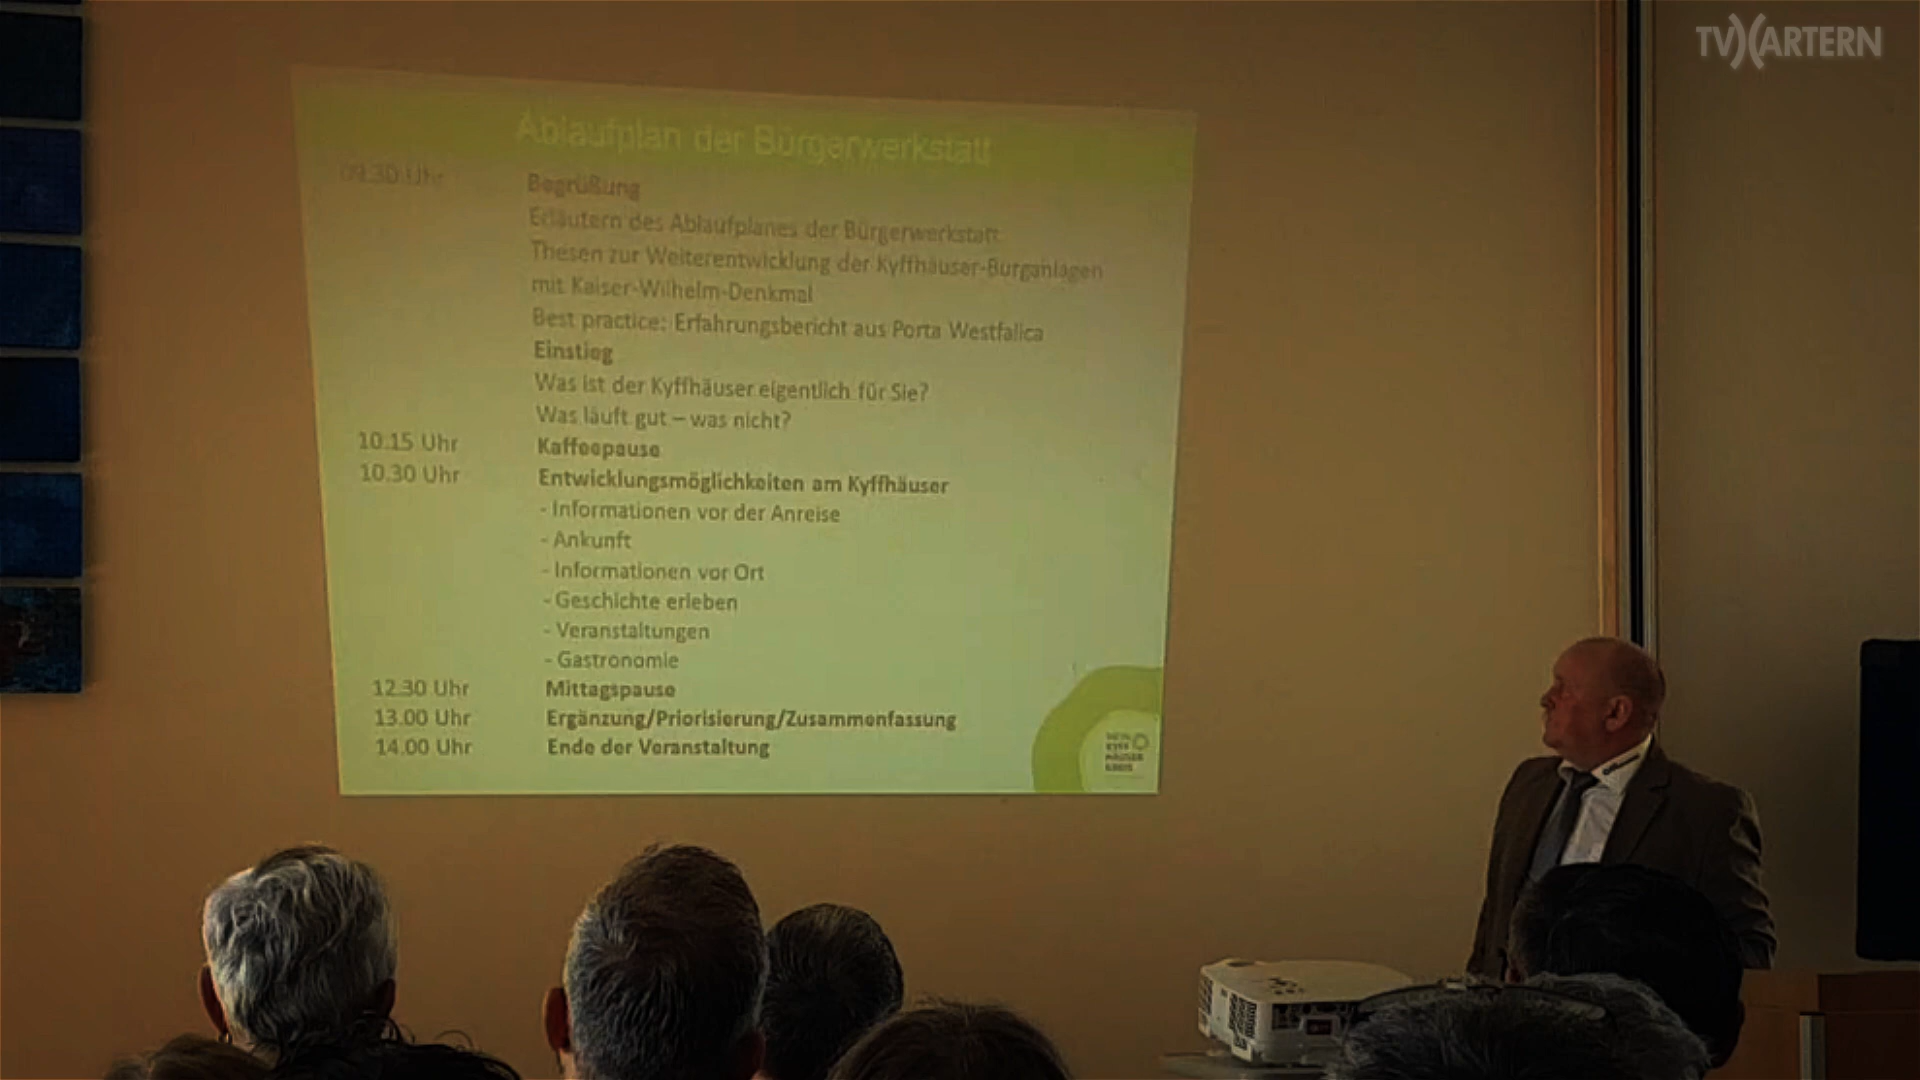 TV ARTERN
Ablaufplan der Bürgerwerkstatt
09.30 Uhr Begrüßung
Erläutern des Ablaufplanes der Bürgerwerkstatt
Thesen zur Weiterentwicklung der Kyffhäuser-Burganlagen
mit Kaiser-Wilhelm-Denkmal
Best practice: Erfahrungsbericht aus Porta Westfalica
Einstieg
Was ist der Kyffhäuser eigentlich für Sie?
Was läuft gut – was nicht?
10.15 Uhr Kaffeepause
10.30 Uhr Entwicklungsmöglichkeiten am Kyffhäuser
- Informationen vor der Anreise
- Ankunft
- Informationen vor Ort
- Geschichte erleben
- Veranstaltungen
- Gastronomie
12.30 Uhr Mittagspause
13.00 Uhr Ergänzung/Priorisierung/Zusammenfassung
14.00 Uhr Ende der Veranstaltung
KYFF
HÄUSER
KREIS